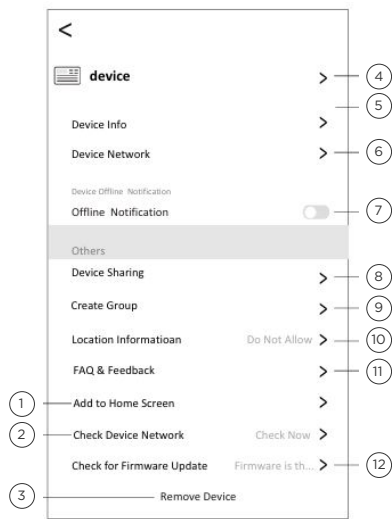 <
device > 4
5
Device Info >
Device Network > 6
Device Offline Notification
Offline Notification 7
Others
Device Sharing > 8
Create Group > 9
Location Informatioan Do Not Allow > 10
FAQ & Feedback > 11
1 Add to Home Screen >
2 Check Device Network Check Now >
Check for Firmware Update Firmware is th... > 12
3 Remove Device